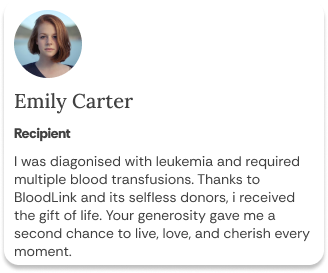 Emily Carter
Recipient
I was diagonised with leukemia and required
multiple blood transfusions. Thanks to
BloodLink and its selfless donors, i received
the gift of life. Your generosity gave me a
second chance to live, love, and cherish every
moment.